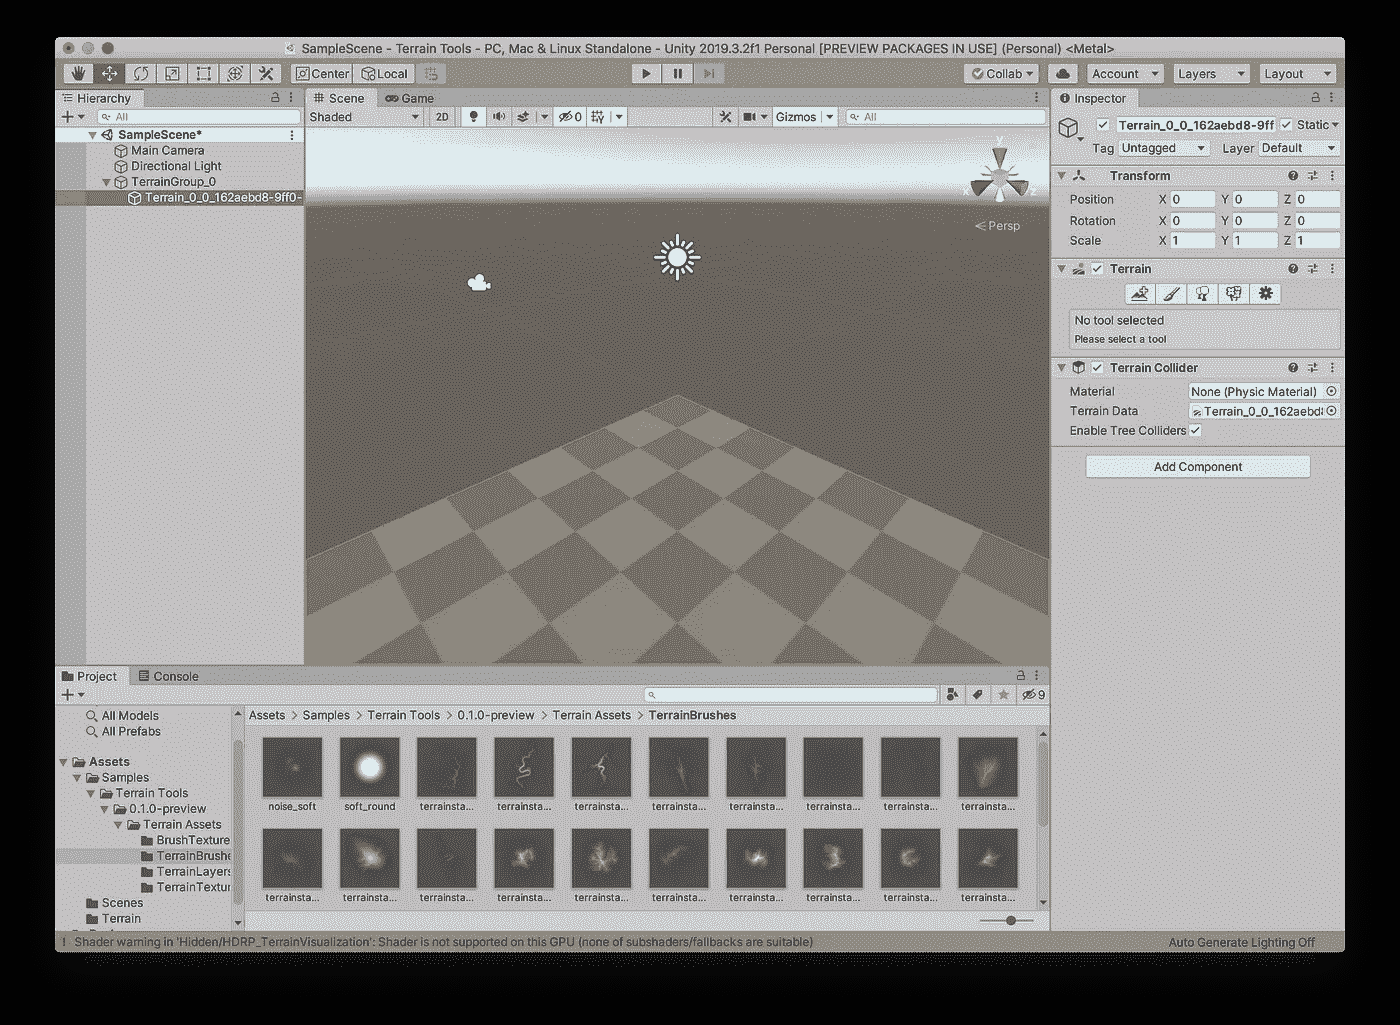 SampleScene - Terrain Tools - PC, Mac & Linux Standalone - Unity 2019.3.2f1 Personal [PREVIEW PACKAGES IN USE] (Personal) <Metal>
Center Local Collab Account Layers Layout
Hierarchy
All
SampleScene*
Main Camera
Directional Light
TerrainGroup_0
Terrain_0_0_162aebd8-9ff0-
Scene Game
Shaded 2D 0 Gizmos All
y
x z
Persp
Inspector
Terrain_0_0_162aebd8-9ff Static
Tag Untagged Layer Default
Transform
Position X 0 Y 0 Z 0
Rotation X 0 Y 0 Z 0
Scale X 1 Y 1 Z 1
Terrain
No tool selected
Please select a tool
Terrain Collider
Material None (Physic Material)
Terrain Data Terrain_0_0_162aebd8
Enable Tree Colliders
Add Component
Project Console
9
All Models
All Prefabs
Assets
Samples
Terrain Tools
0.1.0-preview
Terrain Assets
BrushTexture
TerrainBrushe
TerrainLayers
TerrainTextur
Scenes
Terrain
Assets > Samples > Terrain Tools > 0.1.0-preview > Terrain Assets > TerrainBrushes
noise_soft soft_round terrainsta... terrainsta... terrainsta... terrainsta... terrainsta... terrainsta... terrainsta... terrainsta...
terrainsta... terrainsta... terrainsta... terrainsta... terrainsta... terrainsta... terrainsta... terrainsta... terrainsta... terrainsta...
! Shader warning in 'Hidden/HDRP_TerrainVisualization': Shader is not supported on this GPU (none of subshaders/fallbacks are suitable)
Auto Generate Lighting Off